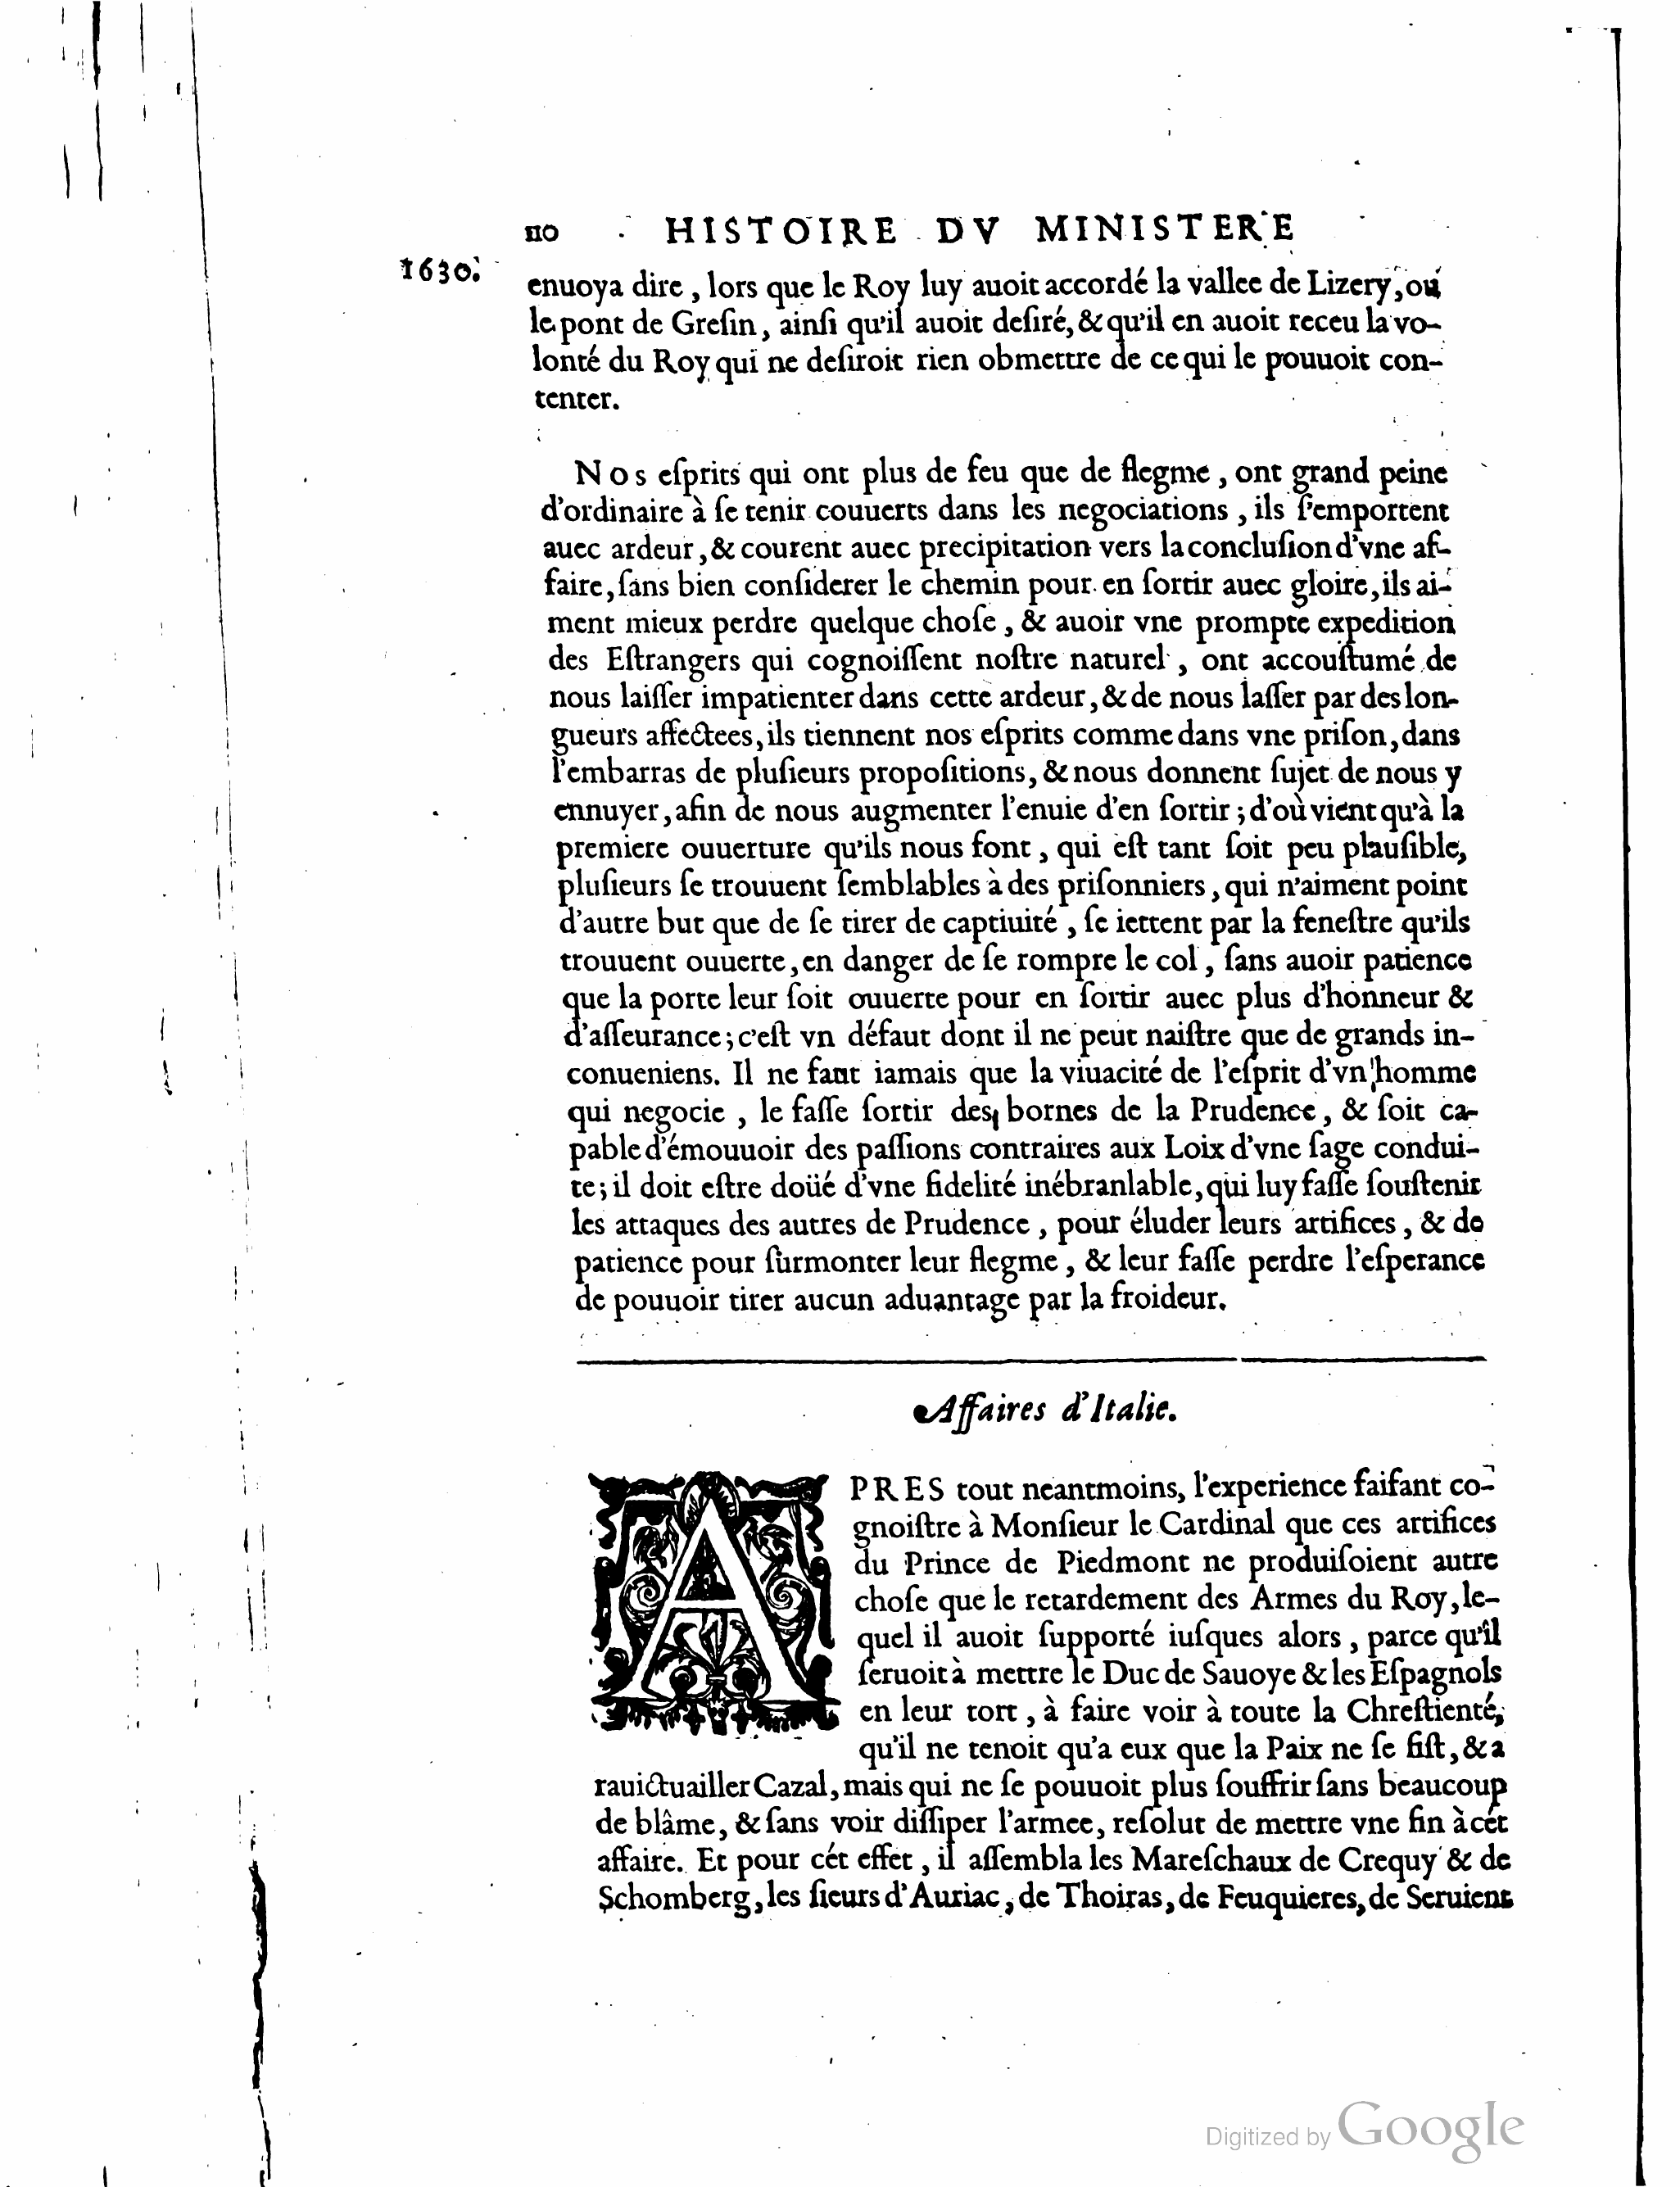 110 HISTOIRE DV MINISTERE
1630.
enuoya dire, lors que le Roy luy auoit accordé la vallee de Lizery, ou
le pont de Greſin, ainſi qu'il auoit deſiré, & qu'il en auoit receu la vo-
lonté du Roy qui ne deſiroit rien obmettre de ce qui le pouuoit con-
tenter.
Nos eſprits qui ont plus de feu que de flegme, ont grand peine
d'ordinaire à ſe tenir couuerts dans les negociations, ils ſ'emportent
auec ardeur, & courent auec precipitation vers la concluſion d'vne af-
faire, ſans bien conſiderer le chemin pour en ſortir auec gloire, ils ai-
ment mieux perdre quelque choſe, & auoir vne prompte expedition
des Eſtrangers qui cognoiſſent noſtre naturel, ont accouſtumé de
nous laiſſer impatienter dans cette ardeur, & de nous laſſer par des lon-
gueurs affectees, ils tiennent nos eſprits comme dans vne priſon, dans
l'embarras de pluſieurs propoſitions, & nous donnent ſujet de nous y
ennuyer, afin de nous augmenter l'enuie d'en ſortir; d'où vient qu'à la
premiere ouuerture qu'ils nous font, qui eſt tant ſoit peu plauſible,
pluſieurs ſe trouuent ſemblables à des priſonniers, qui n'aiment point
d'autre but que de ſe tirer de captiuité, ſe iettent par la feneſtre qu'ils
trouuent ouuerte, en danger de ſe rompre le col, ſans auoir patience
que la porte leur ſoit ouuerte pour en ſortir auec plus d'honneur &
d'aſſeurance; c'eſt vn défaut dont il ne peut naiſtre que de grands in-
conueniens. Il ne faut iamais que la viuacité de l'eſprit d'vn homme
qui negocie, le faſſe ſortir des bornes de la Prudence, & ſoit ca-
pable d'émouuoir des paſſions contraires aux Loix d'vne ſage condui-
te; il doit eſtre doüé d'vne fidelité inébranlable, qui luy faſſe ſouſtenir
les attaques des autres de Prudence, pour éluder leurs artifices, & de
patience pour ſurmonter leur flegme, & leur faſſe perdre l'eſperance
de pouuoir tirer aucun aduantage par la froideur.
Affaires d'Italie.
APRES tout neantmoins, l'experience faiſant co-
gnoiſtre à Monſieur le Cardinal que ces artifices
du Prince de Piedmont ne produiſoient autre
choſe que le retardement des Armes du Roy, le-
quel il auoit ſupporté iuſques alors, parce qu'il
ſeruoit à mettre le Duc de Sauoye & les Eſpagnols
en leur tort, à faire voir à toute la Chreſtienté,
qu'il ne tenoit qu'a eux que la Paix ne ſe fiſt, & a
rauictuailler Cazal, mais qui ne ſe pouuoit plus ſouffrir ſans beaucoup
de blâme, & ſans voir diſſiper l'armee, reſolut de mettre vne fin à cét
affaire. Et pour cét effet, il aſſembla les Mareſchaux de Crequy & de
Schomberg, les ſieurs d'Auriac, de Thoiras, de Feuquieres, de Seruient
Digitized by Google